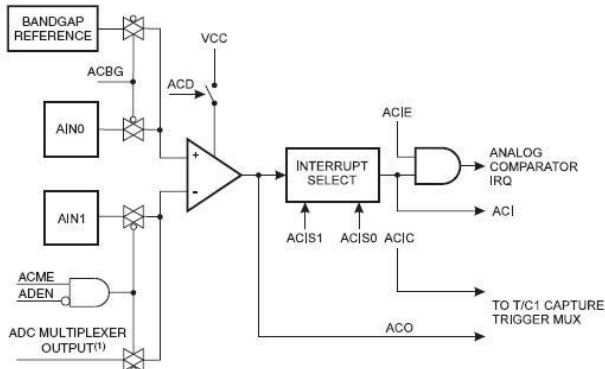 BANDGAP
REFERENCE
VCC
ACBG
ACD
ACIE
AIN0
+
-
INTERRUPT
SELECT
ANALOG
COMPARATOR
IRQ
AIN1
ACI
ACIS1 ACIS0 ACIC
ACME
ADEN
TO T/C1 CAPTURE
TRIGGER MUX
ADC MULTIPLEXER
OUTPUT(1)
ACO